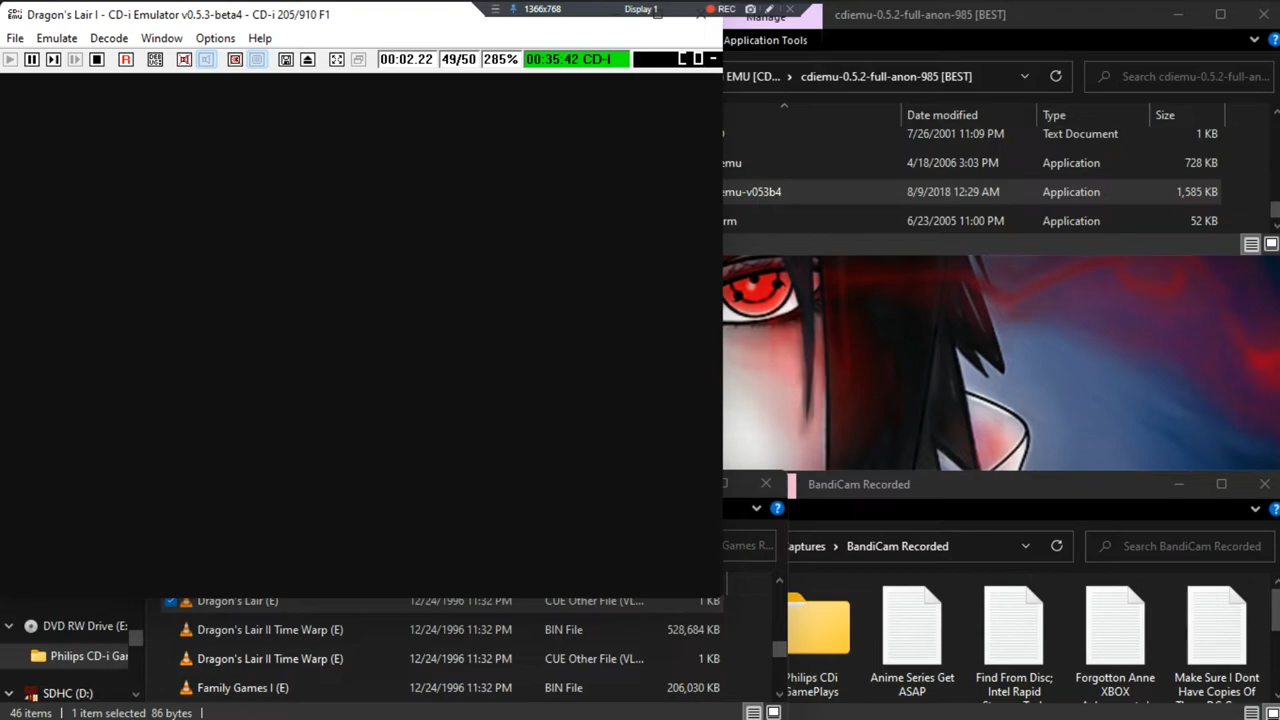 Dragon's Lair I - CD-i Emulator v0.5.3-beta4 - CD-i 205/910 F1
File Emulate Decode Window Options Help
00:02.22 49/50 285% 00:35:42 CD-I
1366x768 Display 1 REC
Manage
cdiemu-0.5.2-full-anon-985 [BEST]
Application Tools
EMU [CD... > cdiemu-0.5.2-full-anon-985 [BEST]
Search cdiemu-0.5.2-full-an...
Date modified Type Size
7/26/2001 11:09 PM Text Document 1 KB
emu 4/18/2006 3:03 PM Application 728 KB
emu-v053b4 8/9/2018 12:29 AM Application 1,585 KB
rm 6/23/2005 11:00 PM Application 52 KB
BandiCam Recorded
Games R...
aptures > BandiCam Recorded
Search BandiCam Recorded
Dragon's Lair (E) 12/24/1996 11:32 PM CUE Other File (VL... 1 KB
DVD RW Drive (E:
Dragon's Lair II Time Warp (E) 12/24/1996 11:32 PM BIN File 528,684 KB
Philips CD-i Gar
Dragon's Lair II Time Warp (E) 12/24/1996 11:32 PM CUE Other File (VL... 1 KB
SDHC (D:)
Family Games I (E) 12/24/1996 11:32 PM BIN File 206,030 KB
46 items 1 item selected 86 bytes
Philips CDi
GamePlays
Anime Series Get
ASAP
Find From Disc;
Intel Rapid
Forgotton Anne
XBOX
Make Sure I Dont
Have Copies Of